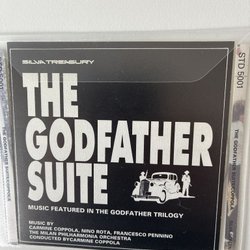 SILVA TREASURY
THE
GODFATHER
SUITE
MUSIC FEATURED IN THE GODFATHER TRILOGY
MUSIC BY
CARMINE COPPOLA, NINO ROTA, FRANCESCO PENNINO
THE MILAN PHILHARMONIA ORCHESTRA
CONDUCTED BY CARMINE COPPOLA
STD 5001
THE GODFATHER SUITE